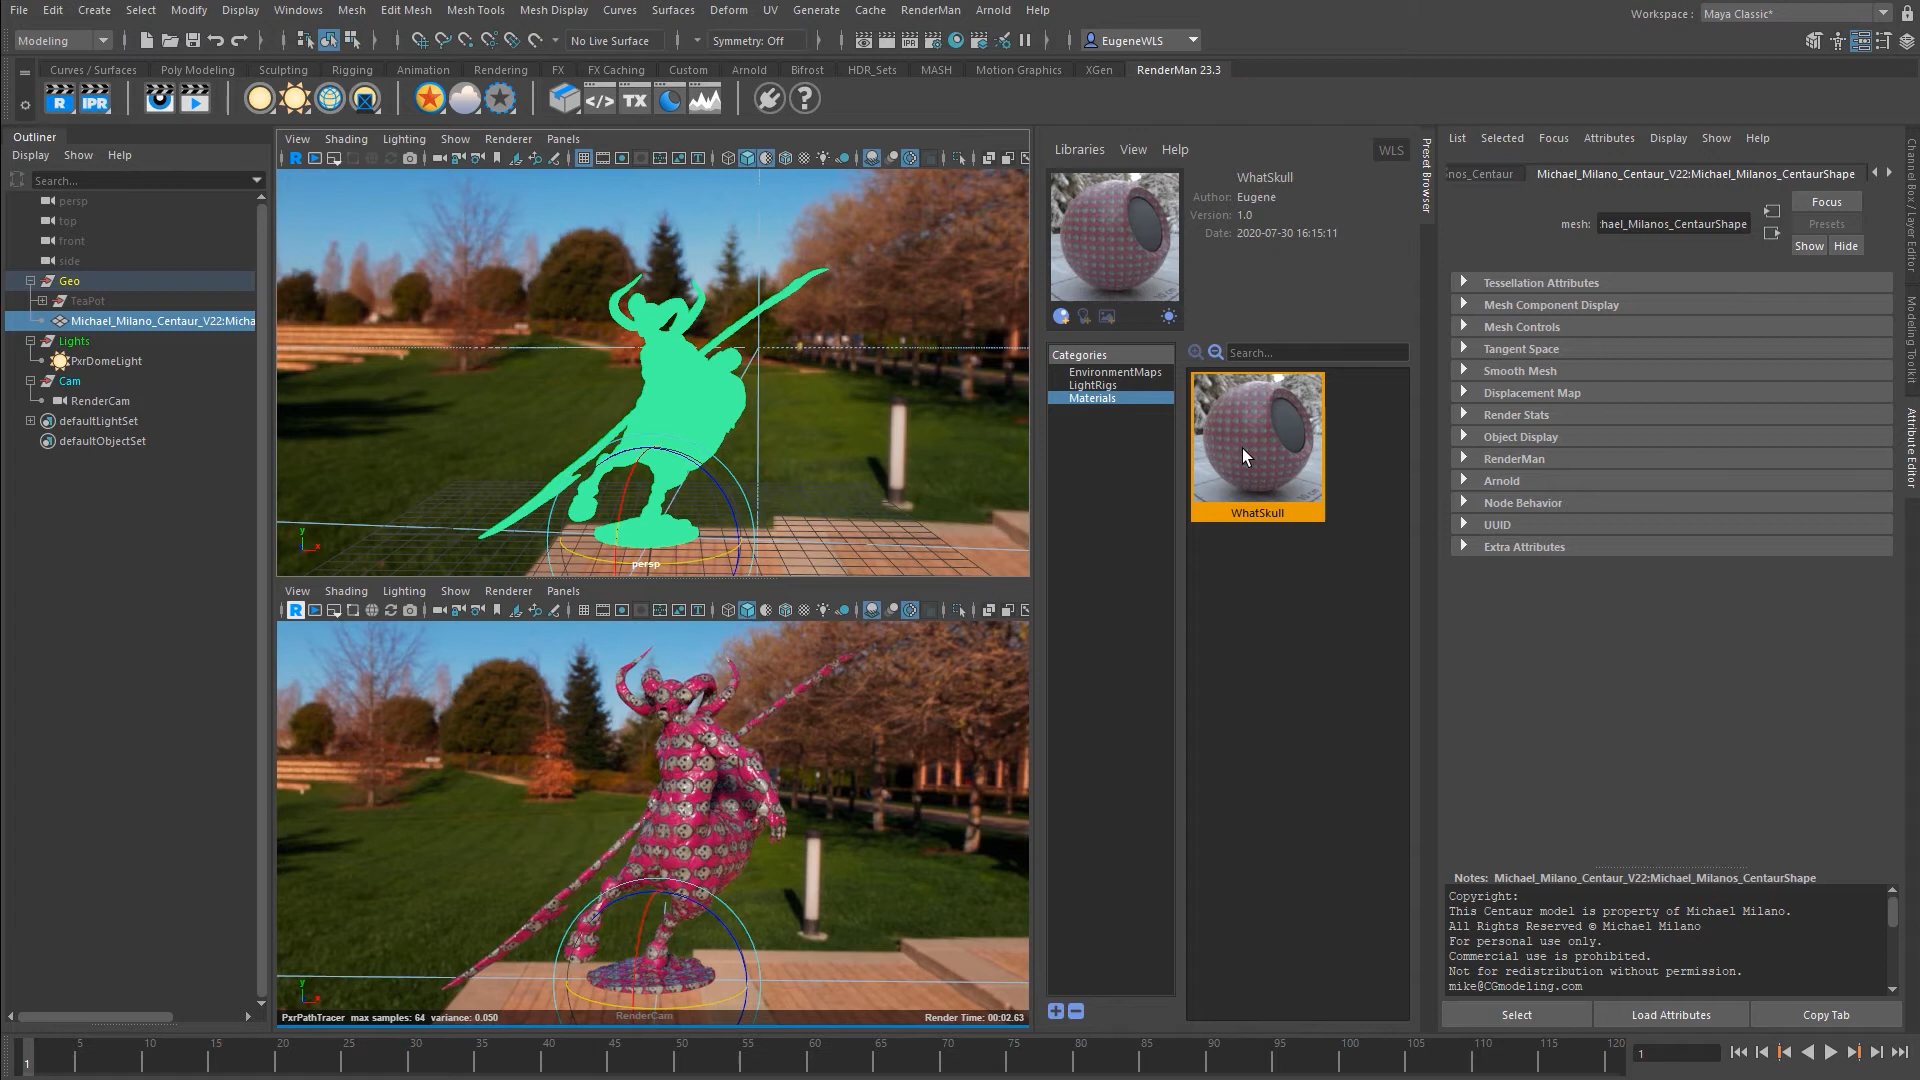 File Edit Create Select Modify Display Windows Mesh Edit Mesh Mesh Tools Mesh Display Curves Surfaces Deform UV Generate Cache RenderMan Arnold Help
Workspace : Maya Classic*
Modeling
No Live Surface
Symmetry: Off
EugeneWLS
Curves / Surfaces Poly Modeling Sculpting Rigging Animation Rendering FX FX Caching Custom Arnold Bifrost HDR_Sets MASH Motion Graphics XGen RenderMan 23.3
R IPR </> TX ?
Outliner
Display Show Help
Search...
persp
top
front
side
Geo
TeaPot
Michael_Milano_Centaur_V22:Micha
Lights
PxrDomeLight
Cam
RenderCam
defaultLightSet
defaultObjectSet
View Shading Lighting Show Renderer Panels
persp
View Shading Lighting Show Renderer Panels
PxrPathTracer max samples: 64 variance: 0.050
RenderCam
Render Time: 00:02.63
Libraries View Help
WLS
WhatSkull
Author: Eugene
Version: 1.0
Date: 2020-07-30 16:15:11
Categories
EnvironmentMaps
LightRigs
Materials
Search...
WhatSkull
Preset Browser
List Selected Focus Attributes Display Show Help
nos_Centaur
Michael_Milano_Centaur_V22:Michael_Milanos_CentaurShape
Focus
mesh: :hael_Milanos_CentaurShape
Presets
Show Hide
Tessellation Attributes
Mesh Component Display
Mesh Controls
Tangent Space
Smooth Mesh
Displacement Map
Render Stats
Object Display
RenderMan
Arnold
Node Behavior
UUID
Extra Attributes
Notes: Michael_Milano_Centaur_V22:Michael_Milanos_CentaurShape
Copyright:
This Centaur model is property of Michael Milano.
All Rights Reserved © Michael Milano
For personal use only.
Commercial use is prohibited.
Not for redistribution without permission.
mike@CGmodeling.com
Select
Load Attributes
Copy Tab
Channel Box / Layer Editor
Modeling Toolkit
Attribute Editor
1 5 10 15 20 25 30 35 40 45 50 55 60 65 70 75 80 85 90 95 100 105 110 115 120
1